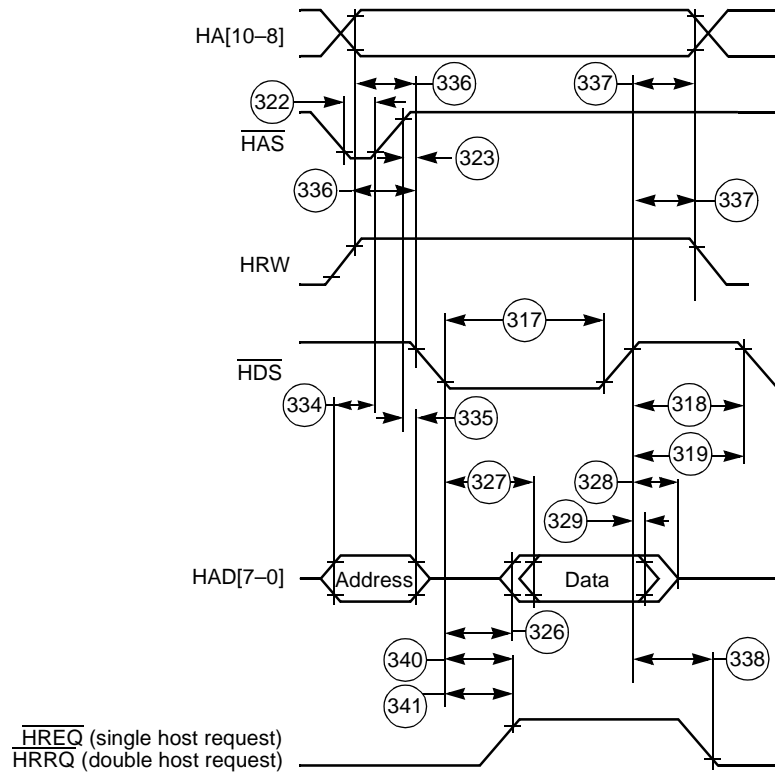 HA[10–8]
336
337
322
HAS
323
336
337
HRW
317
HDS
334
335
318
319
327
328
329
HAD[7–0]
Address
Data
326
340
338
341
HREQ (single host request)
HRRQ (double host request)